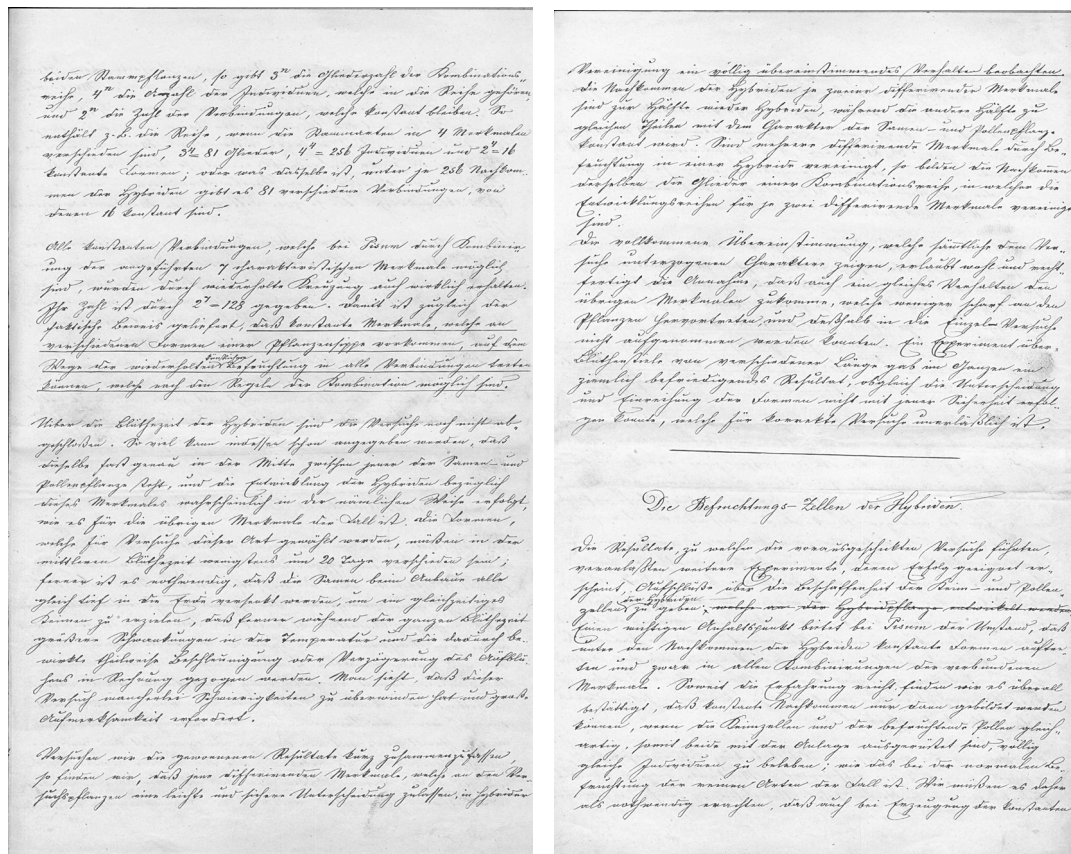 beiden Stammpflanzen, so gibt 3ⁿ die Gliederzahl der Kombinations-
reihe, 4ⁿ die Anzahl der Individuen, welche in die Reihe gehören,
und 2ⁿ die Zahl der Verbindungen, welche konstant bleiben. So
enthält z. B. die Reihe, wenn die Stammarten in 4 Merkmalen
verschieden sind, 3⁴ = 81 Glieder, 4⁴ = 256 Individuen und 2⁴ = 16
konstante Formen; oder was dasselbe ist, unter je 256 Nachkom-
men der Hybriden gibt es 81 verschiedene Verbindungen, von
denen 16 konstant sind.
Alle konstanten Verbindungen, welche bei Pisum durch Kombinir-
ung der angeführten 7 charakteristischen Merkmale möglich
sind, wurden durch wiederholte Kreuzung auch wirklich erhalten.
Ihre Zahl ist durch 2⁷ = 128 gegeben. Damit ist zugleich der
faktische Beweis geliefert, daß konstante Merkmale, welche an
verschiedenen Formen einer Pflanzensippe vorkommen, auf dem
künstlichen
Wege der wiederholten Befruchtung in alle Verbindungen treten
können, welche nach den Regeln der Kombination möglich sind.
Ueber die Blüthezeit der Hybriden sind die Versuche noch nicht ab-
geschloßen. So viel kann indessen schon angegeben werden, daß
dieselbe fast genau in der Mitte zwischen jener der Samen- und
Pollenpflanze steht, und die Entwicklung der Hybriden bezüglich
dieses Merkmales wahrscheinlich in der nämlichen Weise erfolgt,
wie es für die übrigen Merkmale der Fall ist. Die Formen,
welche für Versuche dieser Art gewählt werden, müßen in der
mittleren Blüthezeit wenigstens um 20 Tage verschieden sein;
ferner ist es nothwendig, daß die Samen beim Anbaue alle
gleich tief in die Erde versenkt werden, um ein gleichzeitiges
Keimen zu erzielen, daß ferner während der ganzen Blüthezeit
größere Schwankungen in der Temperatur und die dadurch be-
wirkte theilweise Beschleunigung oder Verzögerung des Aufblü-
hens in Rechnung gezogen werden. Man sieht, daß dieser
Versuch mancherlei Schwierigkeiten zu überwinden hat und große
Aufmerksamkeit erfordert.
Versuchen wir die gewonnenen Resultate kurz zusammenzufassen,
so finden wir, daß jene differirenden Merkmale, welche an den Ver-
suchspflanzen eine leichte und sichere Unterscheidung zulassen, in hybrider
Vereinigung ein völlig übereinstimmendes Verhalten beobachten.
Die Nachkommen der Hybriden je zweier differirender Merkmale
sind zur Hälfte wieder Hybriden, während die andere Hälfte zu
gleichen Theilen mit dem Charakter der Samen- und Pollenpflanze
konstant wird. Sind mehrere differirende Merkmale durch Be-
fruchtung in einer Hybride vereinigt, so bilden die Nachkommen
derselben die Glieder einer Kombinationsreihe, in welcher die
Entwicklungsreihen für je zwei differirende Merkmale vereinigt
sind.
Die vollkommene Übereinstimmung, welche sämtliche dem Ver-
suche unterzogenen Charaktere zeigen, erlaubt wohl und recht-
fertigt die Annahme, daß auch ein gleiches Verhalten den
übrigen Merkmalen zukomme, welche weniger scharf an den
Pflanzen hervortreten, und deßhalb in die Einzel-Versuche
nicht aufgenommen werden konnten. Ein Experiment über
Blüthenstiele von verschiedener Länge gab im Ganzen ein
ziemlich befriedigendes Resultat, obgleich die Unterscheidung
und Einreihung der Formen nicht mit jener Sicherheit erfol-
gen konnte, welche für korrekte Versuche unerläßlich ist.
Die Befruchtungs-Zellen der Hybriden.
Die Resultate, zu welchen die vorausgeschickten Versuche führten,
veranlaßten weitere Experimente, deren Erfolg geeignet er-
scheint, Aufschlüße über die Beschaffenheit der Keim- und Pollen-
der Hybriden
zellen zu geben, welche an der Hybridpflanze entwickelt werden.
Einen wichtigen Anhaltspunkt bietet bei Pisum der Umstand, daß
unter den Nachkommen der Hybriden konstante Formen auftre-
ten und zwar in allen Kombinirungen der verbundenen
Merkmale. Soweit die Erfahrung reicht, finden wir es überall
bestättigt, daß konstante Nachkommen nur dann gebildet werden
können, wenn die Keimzellen und der befruchtende Pollen gleich-
artig, somit beide mit der Anlage ausgerüstet sind, völlig
gleiche Individuen zu beleben, wie das bei der normalen Be-
fruchtung der reinen Arten der Fall ist. Wir müßen es daher
als nothwendig erachten, daß auch bei Erzeugung der konstanten